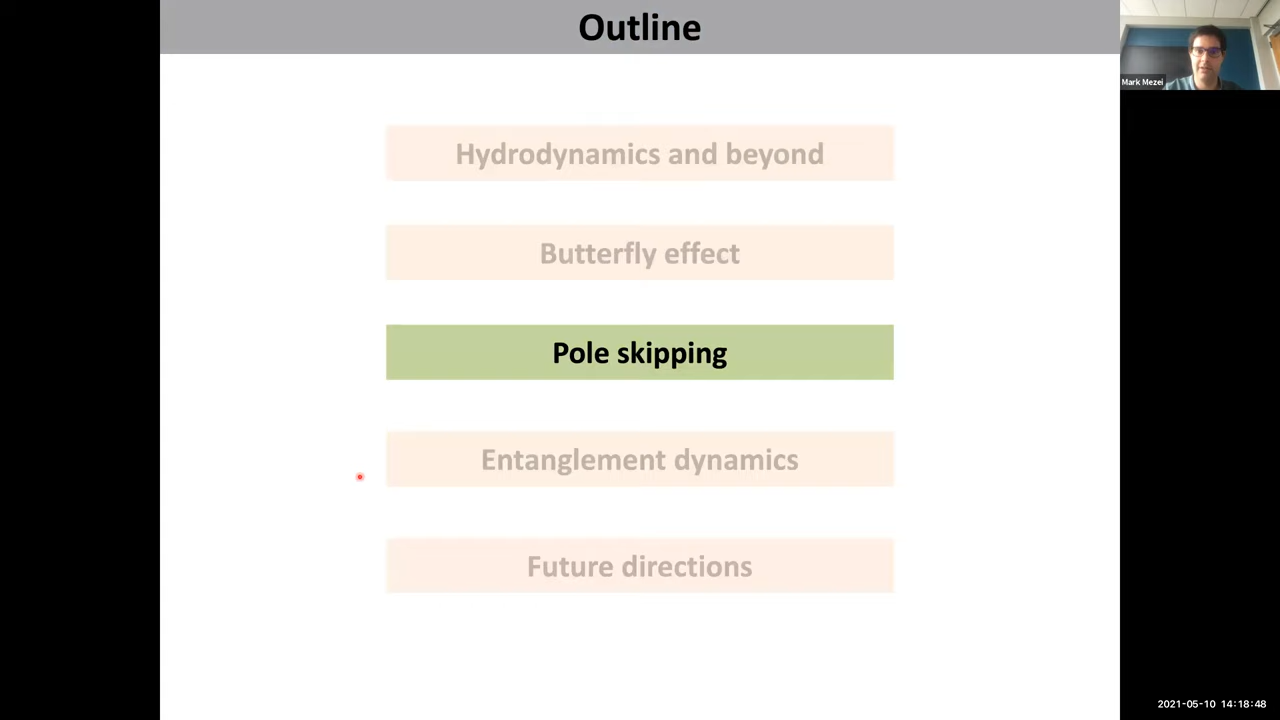 Outline
Mark Mezei
Hydrodynamics and beyond
Butterfly effect
Pole skipping
Entanglement dynamics
Future directions
2021-05-10 14:18:48